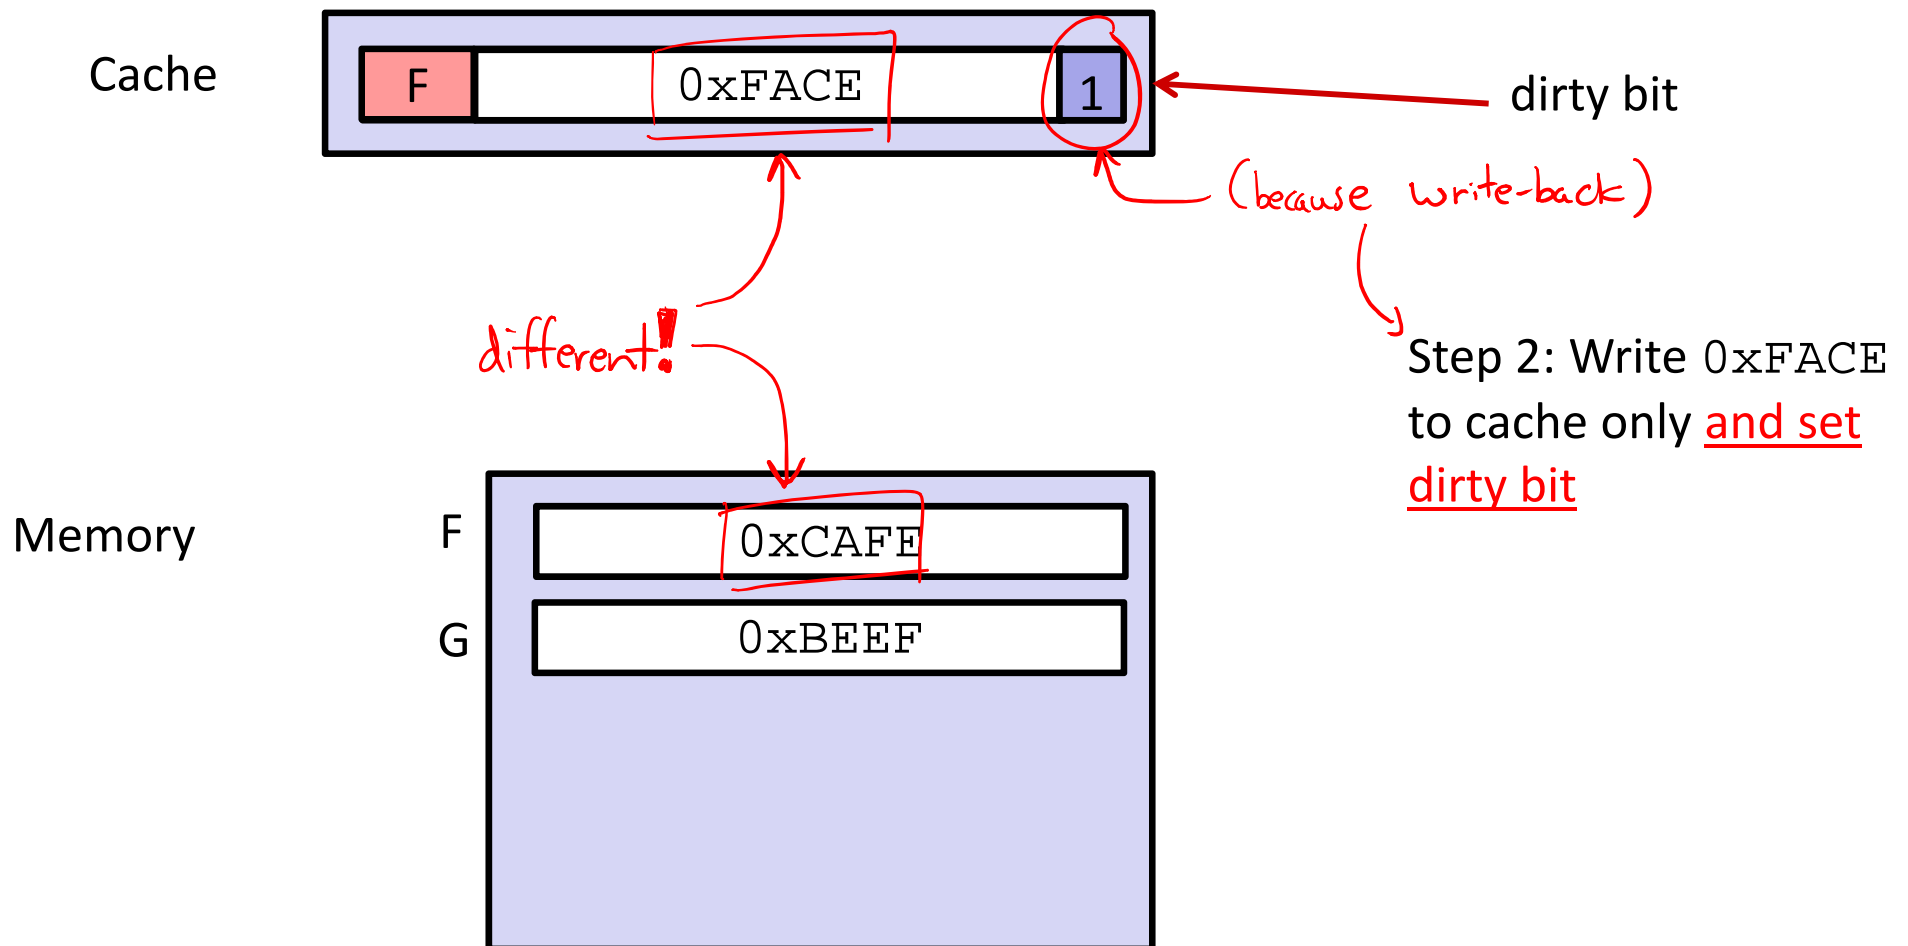 Cache
F
0xFACE
1
dirty bit
(because write-back)
different!
Step 2: Write 0xFACE
to cache only and set
dirty bit
Memory
F
0xCAFE
G
0xBEEF